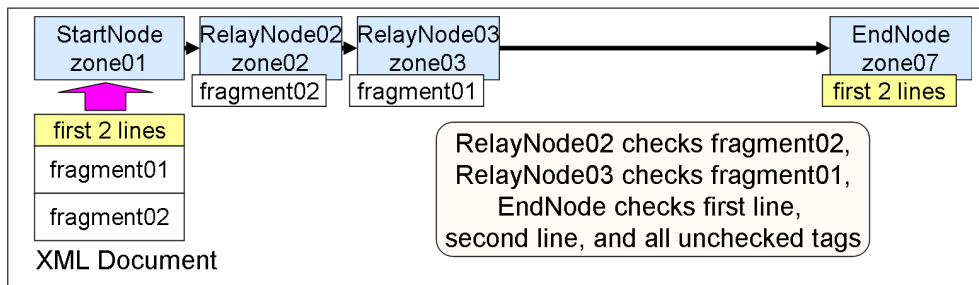 StartNode
zone01
RelayNode02
zone02
RelayNode03
zone03
EndNode
zone07
fragment02
fragment01
first 2 lines
first 2 lines
fragment01
fragment02
XML Document
RelayNode02 checks fragment02,
RelayNode03 checks fragment01,
EndNode checks first line,
second line, and all unchecked tags